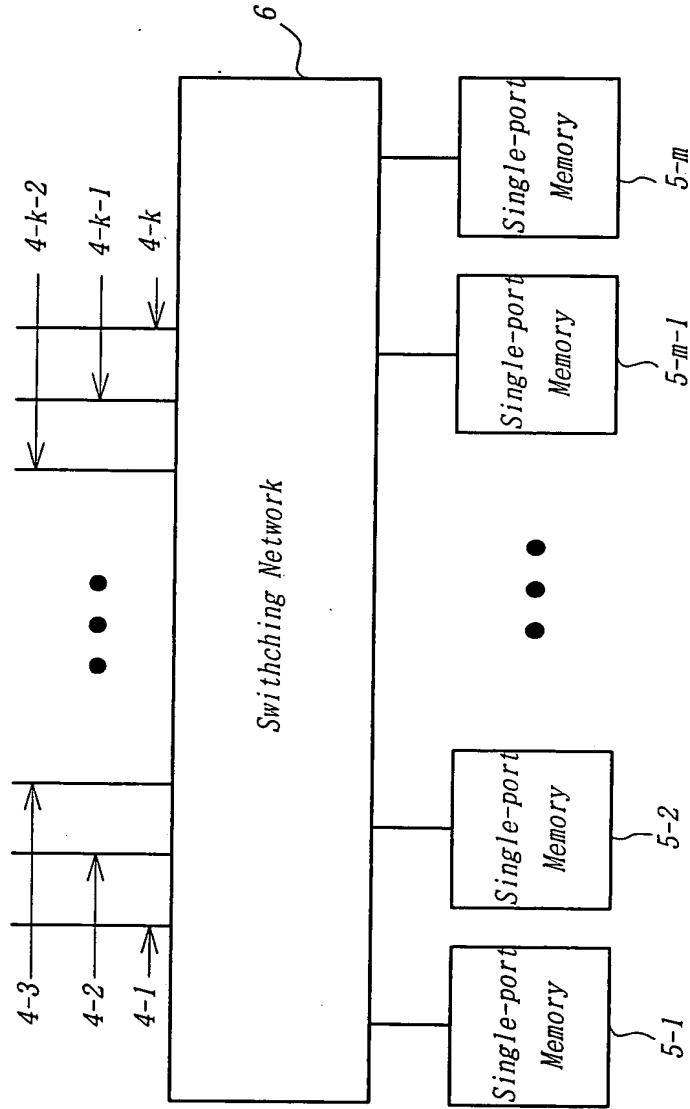 6
4-k-2
4-k-1
4-k
4-3
4-2
4-1
Swithching Network
Single-port
Memory
5-1
Single-port
Memory
5-2
Single-port
Memory
5-m-1
Single-port
Memory
5-m